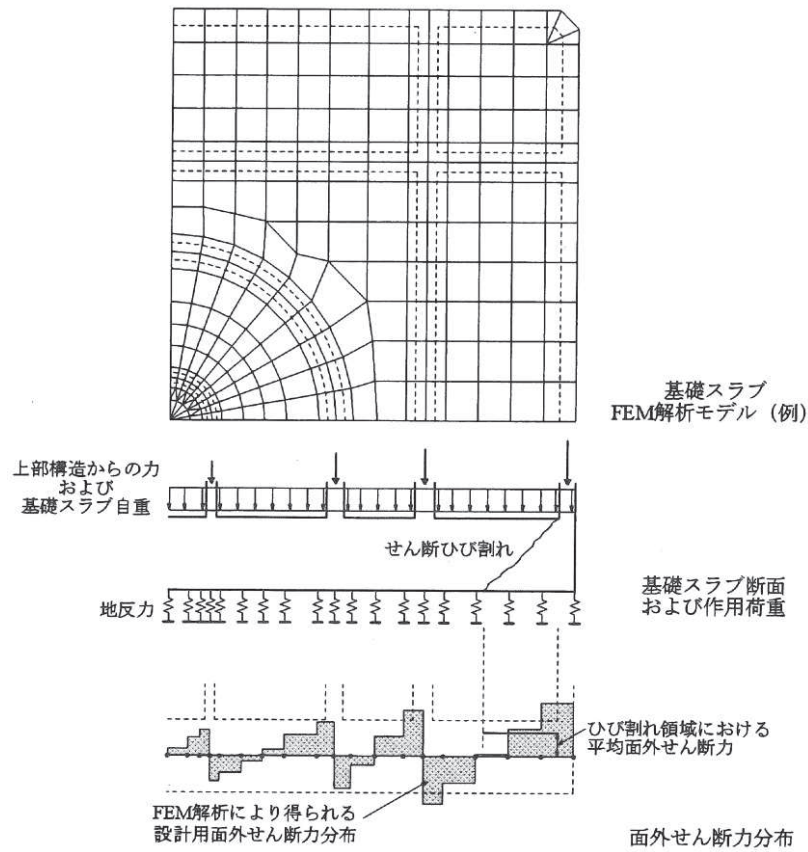 基礎スラブ
FEM解析モデル（例）
上部構造からの力
および
基礎スラブ自重
せん断ひび割れ
地反力
基礎スラブ断面
および作用荷重
ひび割れ領域における
平均面外せん断力
FEM解析により得られる
設計用面外せん断力分布
面外せん断力分布